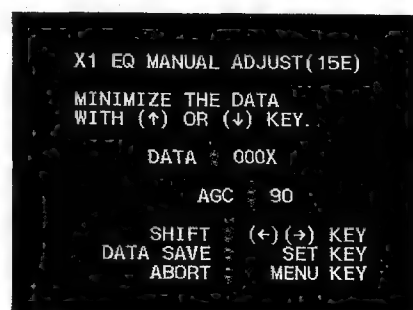 X1 EQ MANUAL ADJUST(15E)
MINIMIZE THE DATA
WITH (↑) OR (↓) KEY.
DATA : 000X
AGC : 90
SHIFT : (←)(→) KEY
DATA SAVE : SET KEY
ABORT : MENU KEY